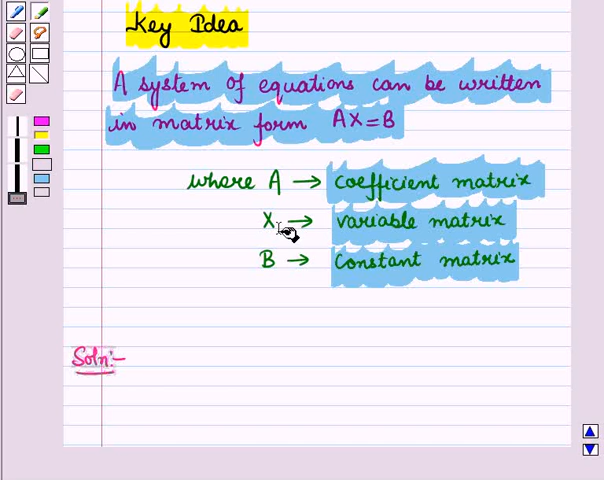 Key Idea
A system of equations can be written
in matrix form AX=B
where A → coefficient matrix
X → variable matrix
B → Constant matrix
Soln:-